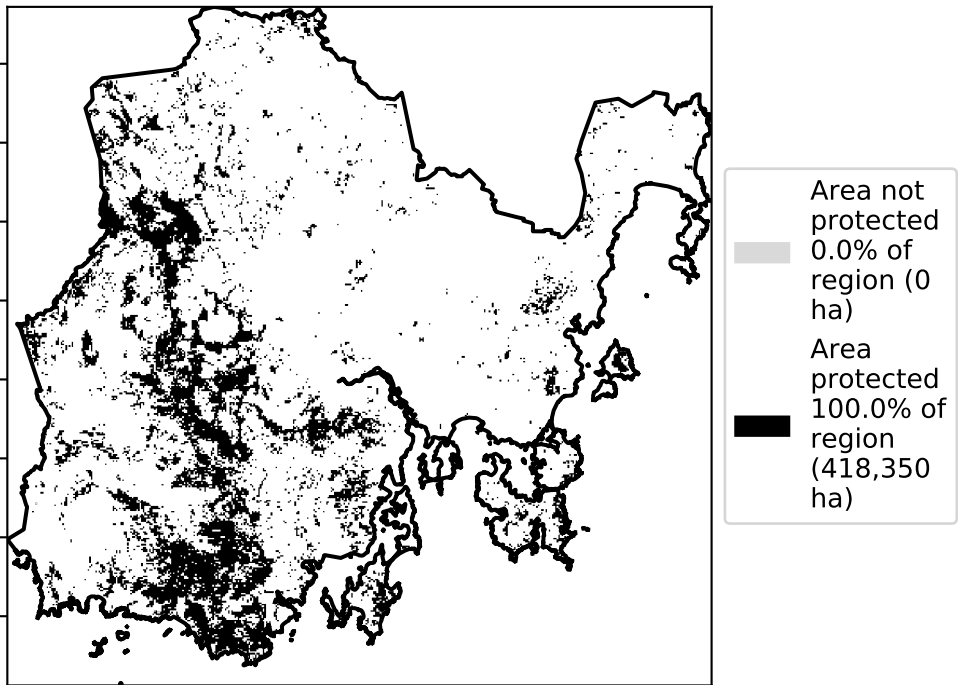 Area not
protected
0.0% of
region (0
ha)
Area
protected
100.0% of
region
(418,350
ha)